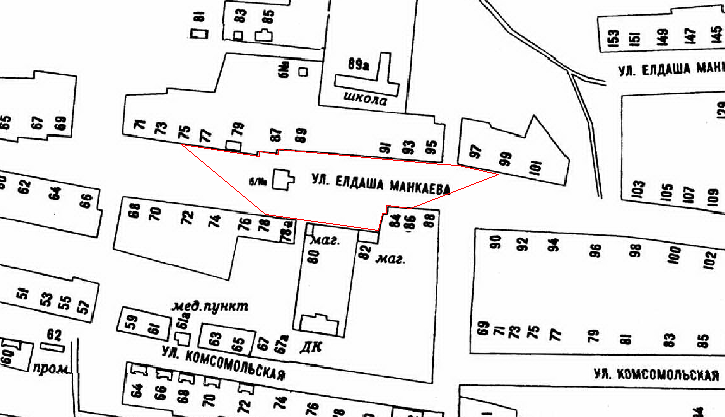 81 83 85
153 151 149 147 145
б/№ 89а
УЛ. ЕЛДАША МАНК
школа
65 67 69
71 73 75 77 79 87 89 91 93 95
97 99 101
103 105 107 109
62 64 66
б/№
УЛ. ЕЛДАША МАНКАЕВА
68 70 72 74 76 78 78а
80 82 84 86 88
маг.
маг.
90 92 94 96 98 100 102
51 53 55 57
мед.пункт
59 61 61а 63 65 67 67а
ДК
69 71 73 75 77 79 81 83 85
60 62
пром.
УЛ. КОМСОМОЛЬСКАЯ
УЛ. КОМСОМОЛЬСКАЯ
64 66 68 70 72 74 76 78